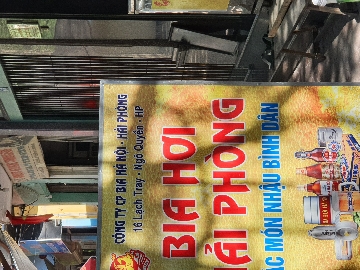 CÔNG TY CP BIA HÀ NỘI - HẢI PHÒNG
16 Lạch Tray - Ngô Quyền - HP
BIA HƠI
HẢI PHÒNG
CÁC MÓN NHẬU BÌNH DÂN